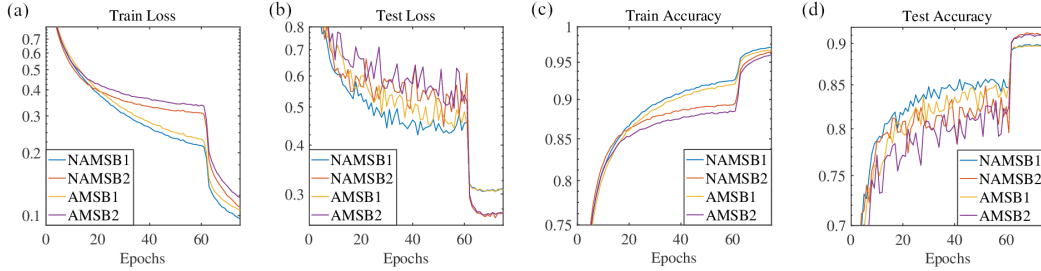 (a)
Train Loss
0.7
0.6
0.5
0.4
0.3
0.2
0.1
NAMSB1
NAMSB2
AMSB1
AMSB2
0
20
40
60
Epochs
(b)
Test Loss
0.8
0.7
0.6
0.5
0.4
0.3
NAMSB1
NAMSB2
AMSB1
AMSB2
0
20
40
60
Epochs
(c)
Train Accuracy
1
0.95
0.9
0.85
0.8
0.75
NAMSB1
NAMSB2
AMSB1
AMSB2
0
20
40
60
Epochs
(d)
Test Accuracy
0.9
0.8
0.7
NAMSB1
NAMSB2
AMSB1
AMSB2
0
20
40
60
Epochs